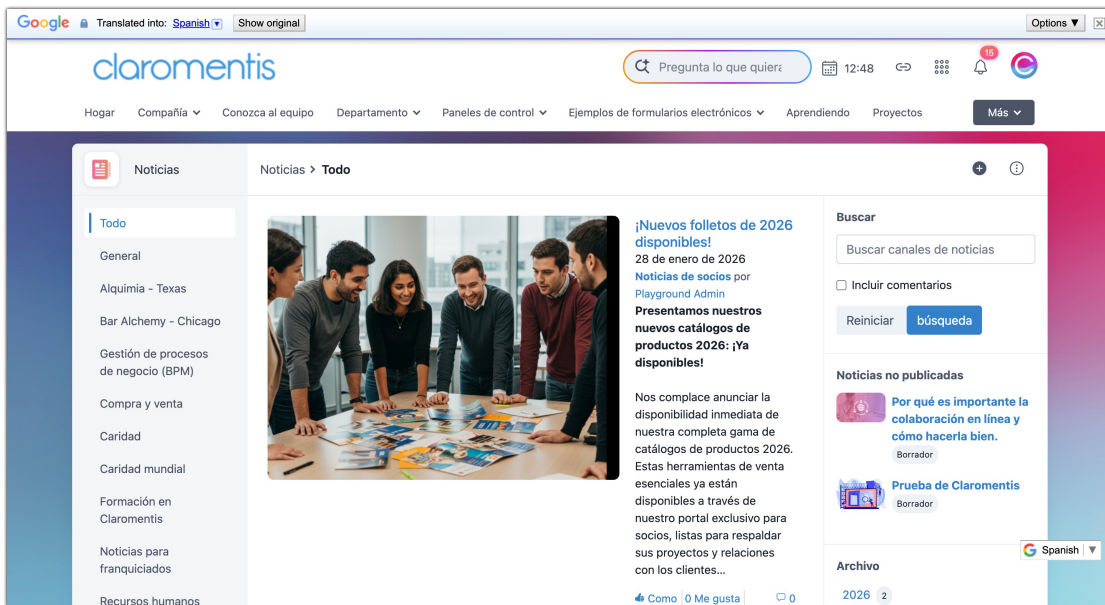 Google Translated into: Spanish Show original Options ▼
claromentis
Pregunta lo que quiera 12:48 15
Hogar Compañía Conozca al equipo Departamento Paneles de control Ejemplos de formularios electrónicos Aprendiendo Proyectos Más
Noticias
Noticias > Todo
Todo
General
Alquimia - Texas
Bar Alchemy - Chicago
Gestión de procesos
de negocio (BPM)
Compra y venta
Caridad
Caridad mundial
Formación en
Claromentis
Noticias para
franquiciados
Recursos humanos
¡Nuevos folletos de 2026
disponibles!
28 de enero de 2026
Noticias de socios por
Playground Admin
Presentamos nuestros
nuevos catálogos de
productos 2026: ¡Ya
disponibles!
Nos complace anunciar la
disponibilidad inmediata de
nuestra completa gama de
catálogos de productos 2026.
Estas herramientas de venta
esenciales ya están
disponibles a través de
nuestro portal exclusivo para
socios, listas para respaldar
sus proyectos y relaciones
con los clientes...
Como 0 Me gusta 0
Buscar
Buscar canales de noticias
Incluir comentarios
Reiniciar búsqueda
Noticias no publicadas
Por qué es importante la
colaboración en línea y
cómo hacerla bien.
Borrador
Prueba de Claromentis
Borrador
Spanish ▼
Archivo
2026 2